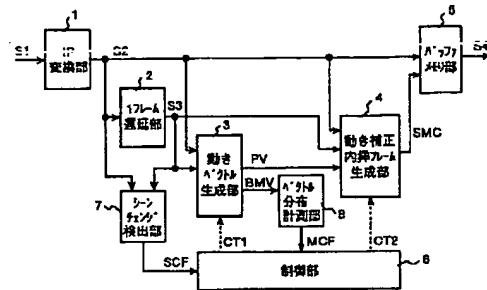 1
5
S1
IP
変換部
S2
バッファ
メモリ部
2
1フレーム
遅延部
S3
3
4
動き
ベクトル
生成部
動き補正
内挿フレーム
生成部
SMC
PV
BMV
7
シーン
チェンジ
検出部
ベクトル
分布
計測部
8
SCF
CT1
MCF
CT2
制御部
6